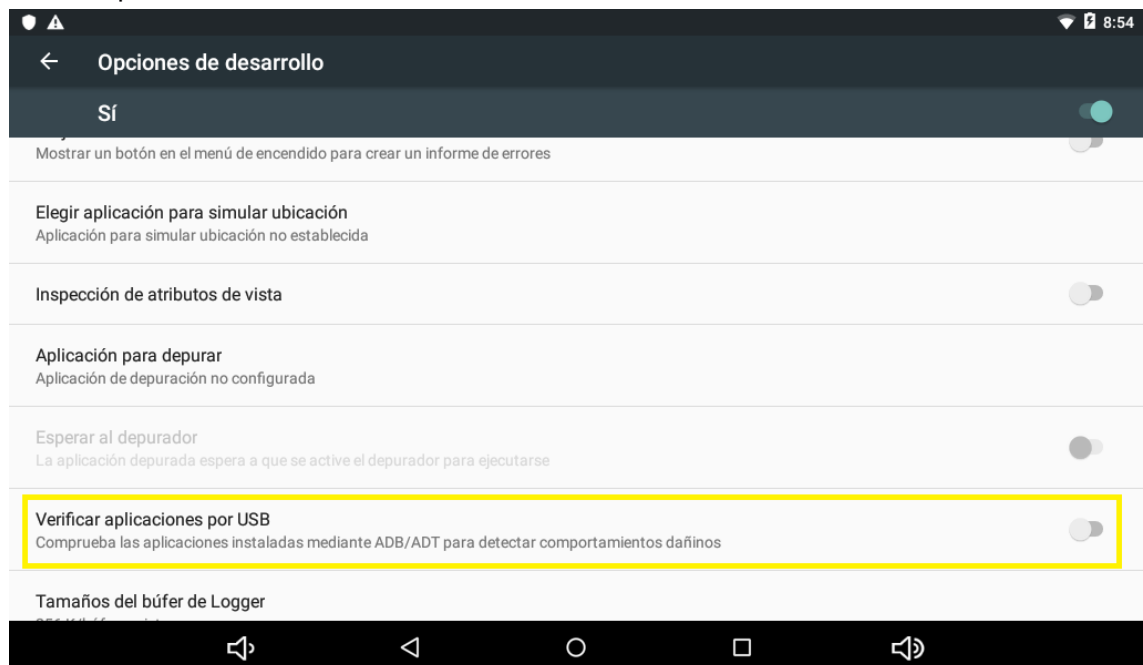 8:54
Opciones de desarrollo
Sí
Mostrar un botón en el menú de encendido para crear un informe de errores
Elegir aplicación para simular ubicación
Aplicación para simular ubicación no establecida
Inspección de atributos de vista
Aplicación para depurar
Aplicación de depuración no configurada
Esperar al depurador
La aplicación depurada espera a que se active el depurador para ejecutarse
Verificar aplicaciones por USB
Comprueba las aplicaciones instaladas mediante ADB/ADT para detectar comportamientos dañinos
Tamaños del búfer de Logger